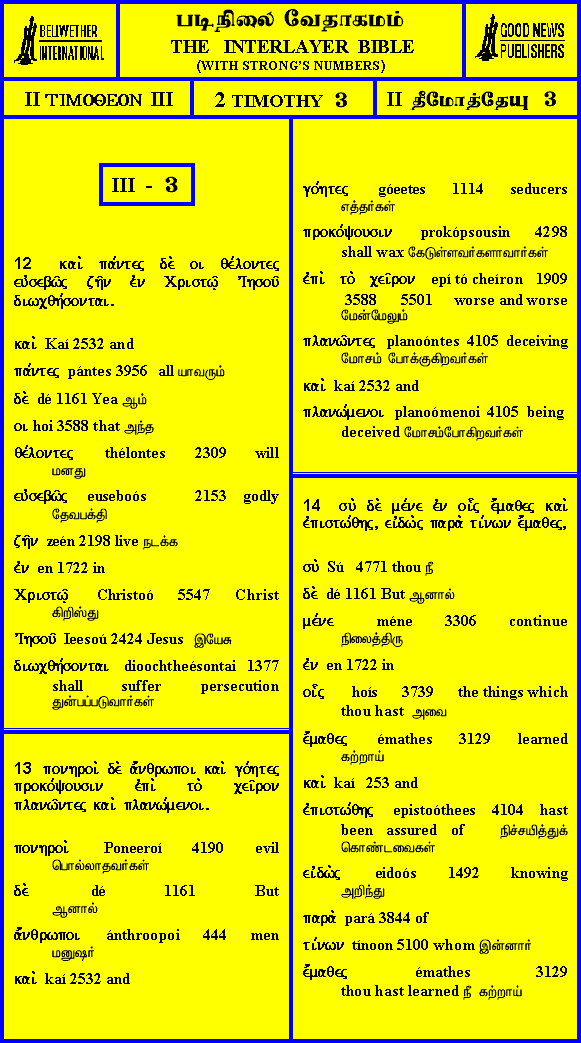 BELLWETHER
INTERNATIONAL
படிநிலை வேதாகமம்
THE INTERLAYER BIBLE
(WITH STRONG'S NUMBERS)
GOOD NEWS
PUBLISHERS
II ΤΙΜΟΘΕΟΝ III
2 TIMOTHY 3
II தீமோத்தேயு 3
III - 3
12 καὶ πάντες δὲ οι θέλοντες
εὐσεβῶς ζῆν ἐν Χριστῷ Ἰησοῦ
διωχθήσονται.
καὶ Kaí 2532 and
πάντες pántes 3956 all யாவரும்
δὲ dé 1161 Yea ஆம்
οι hoi 3588 that அந்த
θέλοντες thélontes 2309 will
மனது
εὐσεβῶς euseboós 2153 godly
தேவபக்தி
ζῆν zeén 2198 live நடக்க
ἐν en 1722 in
Χριστῷ Christoó 5547 Christ
கிறிஸ்து
Ἰησοῦ Ieesoú 2424 Jesus இயேசு
διωχθήσονται dioochtheésontai 1377
shall suffer persecution
துன்பப்படுவார்கள்
13 πονηροὶ δὲ ἄνθρωποι καὶ γόητες
προκόψουσιν ἐπὶ τὸ χεῖρον
πλανῶντες καὶ πλανώμενοι.
πονηροὶ Poneeroí 4190 evil
பொல்லாதவர்கள்
δὲ dé 1161 But
ஆனால்
ἄνθρωποι ánthroopoi 444 men
மனுஷர்
καὶ kaí 2532 and
γόητες góeetes 1114 seducers
எத்தர்கள்
προκόψουσιν prokópsousin 4298
shall wax கேடுள்ளவர்களாவார்கள்
ἐπὶ τὸ χεῖρον epí tó cheíron 1909
3588 5501 worse and worse
மேன்மேலும்
πλανῶντες planoóntes 4105 deceiving
மோசம் போக்குகிறவர்கள்
καὶ kaí 2532 and
πλανώμενοι planoómenoi 4105 being
deceived மோசம்போகிறவர்கள்
14 σὺ δὲ μένε ἐν οἷς ἔμαθες καὶ
ἐπιστώθης, εἰδὼς παρὰ τίνων ἔμαθες,
σὺ Sú 4771 thou நீ
δὲ dé 1161 But ஆனால்
μένε méne 3306 continue
நிலைத்திரு
ἐν en 1722 in
οἷς hoís 3739 the things which
thou hast அவை
ἔμαθες émathes 3129 learned
கற்றாய்
καὶ kaí 253 and
ἐπιστώθης epistoóthees 4104 hast
been assured of நிச்சயித்துக்
கொண்டவைகள்
εἰδὼς eidoós 1492 knowing
அறிந்து
παρὰ pará 3844 of
τίνων tínoon 5100 whom இன்னார்
ἔμαθες émathes 3129
thou hast learned நீ கற்றாய்